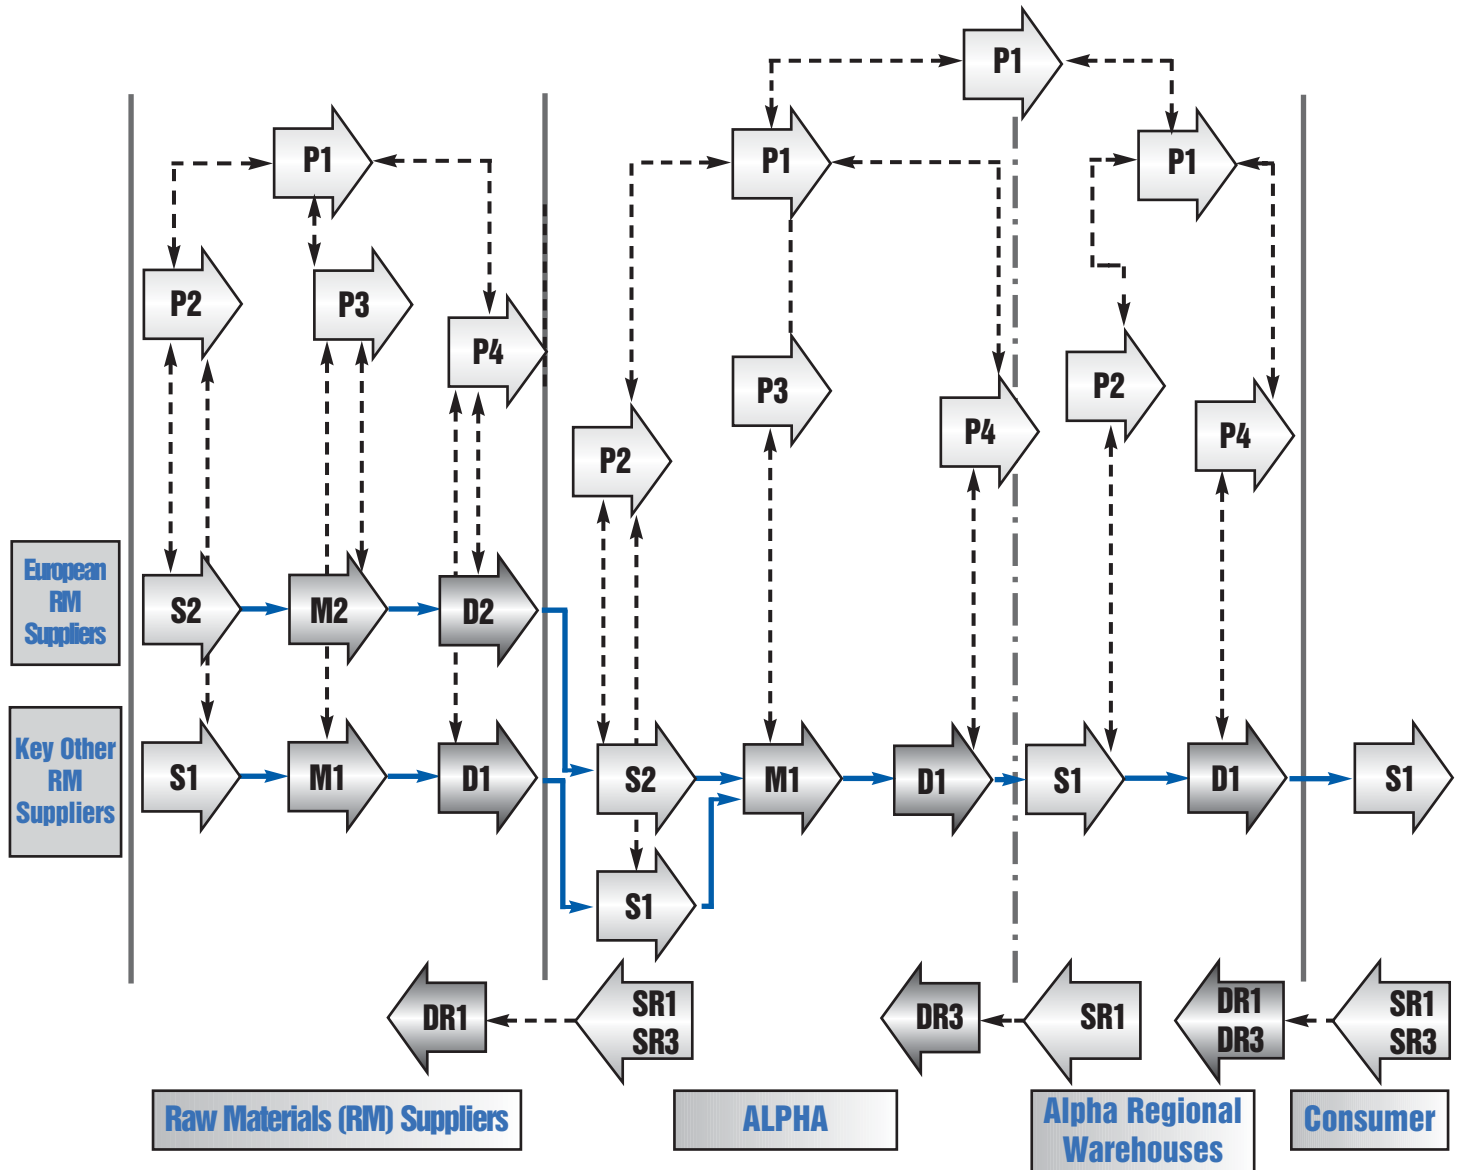 P1
P1
P1
P1
P2
P3
P4
P2
P3
P4
P2
P4
European
RM
Suppliers
S2
M2
D2
Key Other
RM
Suppliers
S1
M1
D1
S2
M1
D1
S1
D1
S1
S1
DR1
SR1
SR3
DR3
SR1
DR1
DR3
SR1
SR3
Raw Materials (RM) Suppliers
ALPHA
Alpha Regional
Warehouses
Consumer